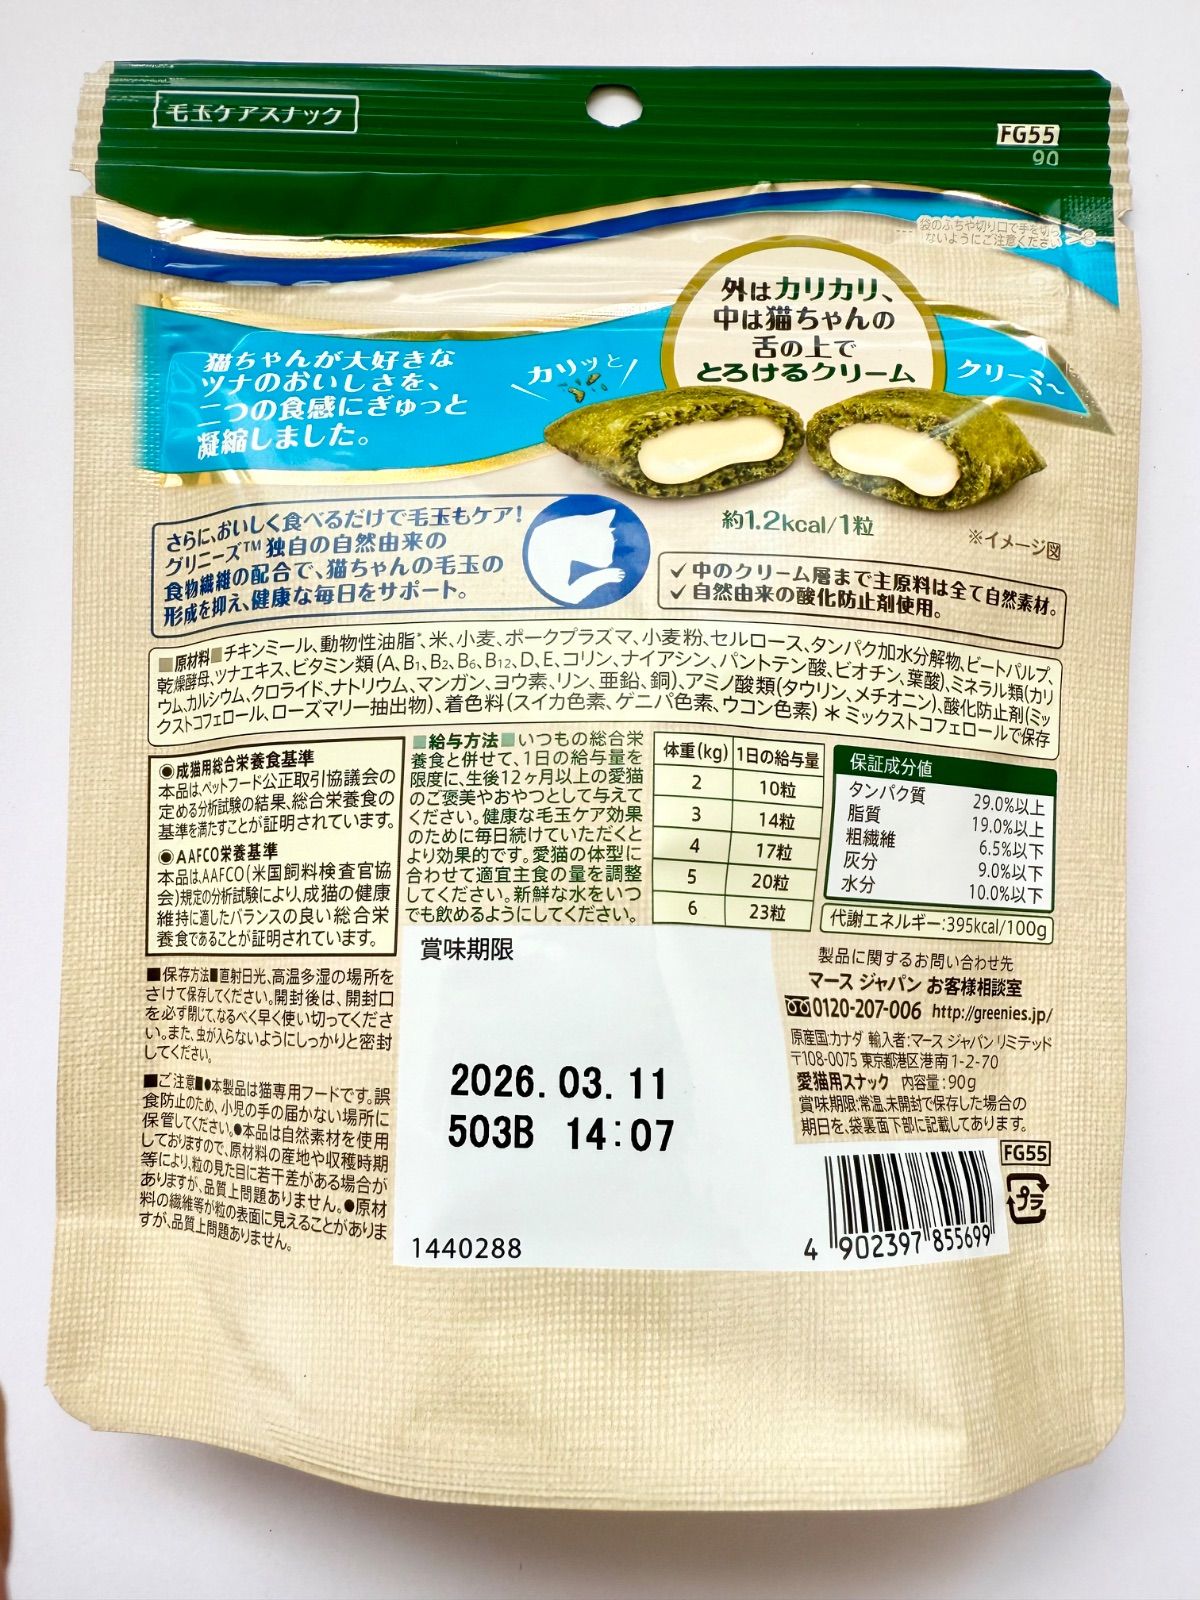 毛玉ケアスナック
FG55
90
袋のふちや切り口で手を切ら
ないようにご注意ください
外はカリカリ、
中は猫ちゃんの
舌の上で
とろけるクリーム
猫ちゃんが大好きな
ツナのおいしさを、
二つの食感にぎゅっと
凝縮しました。
カリッと
クリーミ〜
約1.2kcal/1粒
※イメージ図
さらに、おいしく食べるだけで毛玉もケア!
グリニーズ™独自の自然由来の
食物繊維の配合で、猫ちゃんの毛玉の
形成を抑え、健康な毎日をサポート。
✓中のクリーム層まで主原料は全て自然素材。
✓自然由来の酸化防止剤使用。
■原材料■チキンミール、動物性油脂*、米、小麦、ポークプラズマ、小麦粉、セルロース、タンパク加水分解物、ビートパルプ、
乾燥酵母、ツナエキス、ビタミン類(A、B1、B2、B6、B12、D、E、コリン、ナイアシン、パントテン酸、ビオチン、葉酸)、ミネラル類(カリ
ウム、カルシウム、クロライド、ナトリウム、マンガン、ヨウ素、リン、亜鉛、銅)、アミノ酸類(タウリン、メチオニン)、酸化防止剤(ミッ
クストコフェロール、ローズマリー抽出物)、着色料(スイカ色素、ゲニパ色素、ウコン色素) *ミックストコフェロールで保存
◉成猫用総合栄養食基準
本品は、ペットフード公正取引協議会の
定める分析試験の結果、総合栄養食の
基準を満たすことが証明されています。
◉AAFCO栄養基準
本品は、AAFCO(米国飼料検査官協
会)規定の分析試験により、成猫の健康
維持に適したバランスの良い総合栄
養食であることが証明されています。
■給与方法■いつもの総合栄
養食と併せて、1日の給与量を
限度に、生後12ヶ月以上の愛猫
のご褒美やおやつとして与えて
ください。健康な毛玉ケア効果
のために毎日続けていただくと
より効果的です。愛猫の体型に
合わせて適宜主食の量を調整
してください。新鮮な水をいつ
でも飲めるようにしてください。
体重(kg) 1日の給与量
2 10粒
3 14粒
4 17粒
5 20粒
6 23粒
保証成分値
タンパク質 29.0%以上
脂質 19.0%以上
粗繊維 6.5%以下
灰分 9.0%以下
水分 10.0%以下
代謝エネルギー:395kcal/100g
■保存方法■直射日光、高温多湿の場所を
さけて保存してください。開封後は、開封口
を必ず閉じて、なるべく早く使い切ってくださ
い。また、虫が入らないようにしっかりと密封
してください。
■ご注意■●本製品は猫専用フードです。誤
食防止のため、小児の手の届かない場所に
保管してください。●本品は自然素材を使用
しておりますので、原材料の産地や収穫時期
等により、粒の見た目に若干差がある場合が
ありますが、品質上問題ありません。●原材
料の繊維等が粒の表面に見えることがありま
すが、品質上問題ありません。
賞味期限
2026.03.11
503B 14:07
1440288
製品に関するお問い合わせ先
マース ジャパン お客様相談室
0120-207-006 http://greenies.jp/
原産国:カナダ 輸入者:マース ジャパン リミテッド
〒108-0075 東京都港区港南1-2-70
愛猫用スナック 内容量:90g
賞味期限:常温、未開封で保存した場合の
期日を、袋裏面下部に記載してあります。
FG55
プラ
4 902397 855699